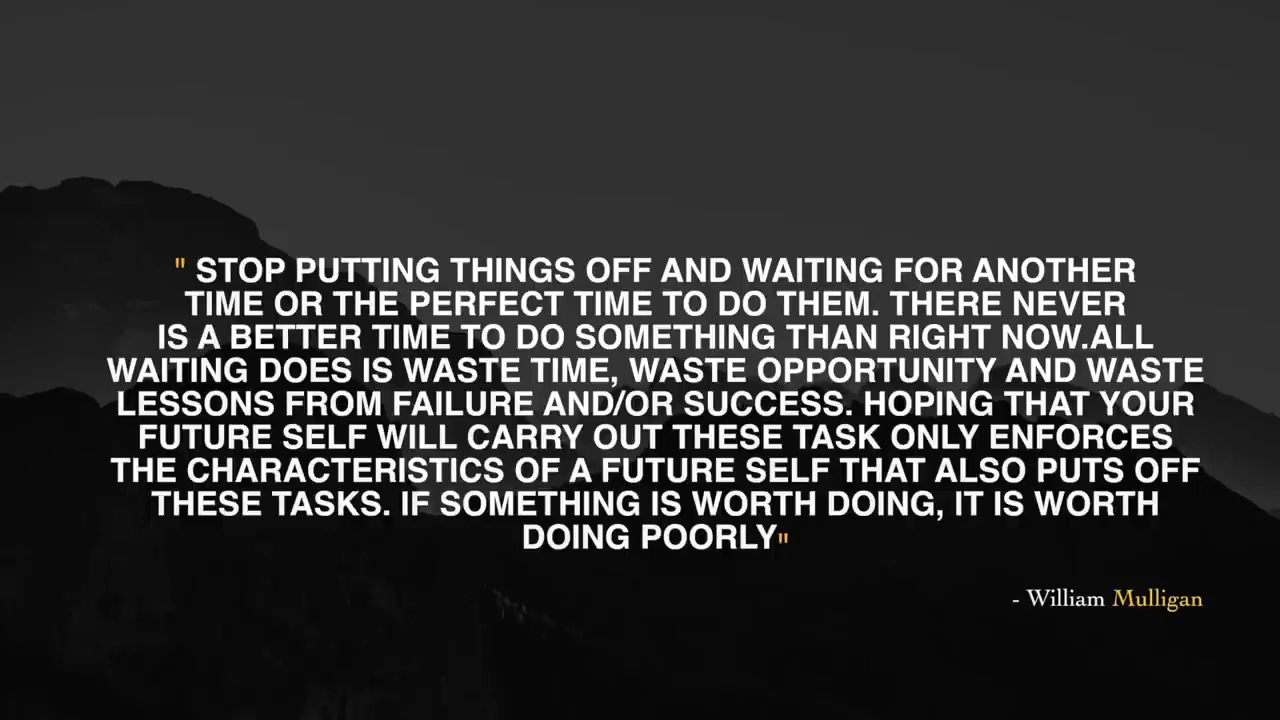 " STOP PUTTING THINGS OFF AND WAITING FOR ANOTHER
TIME OR THE PERFECT TIME TO DO THEM. THERE NEVER
IS A BETTER TIME TO DO SOMETHING THAN RIGHT NOW.ALL
WAITING DOES IS WASTE TIME, WASTE OPPORTUNITY AND WASTE
LESSONS FROM FAILURE AND/OR SUCCESS. HOPING THAT YOUR
FUTURE SELF WILL CARRY OUT THESE TASK ONLY ENFORCES
THE CHARACTERISTICS OF A FUTURE SELF THAT ALSO PUTS OFF
THESE TASKS. IF SOMETHING IS WORTH DOING, IT IS WORTH
DOING POORLY"
- William Mulligan